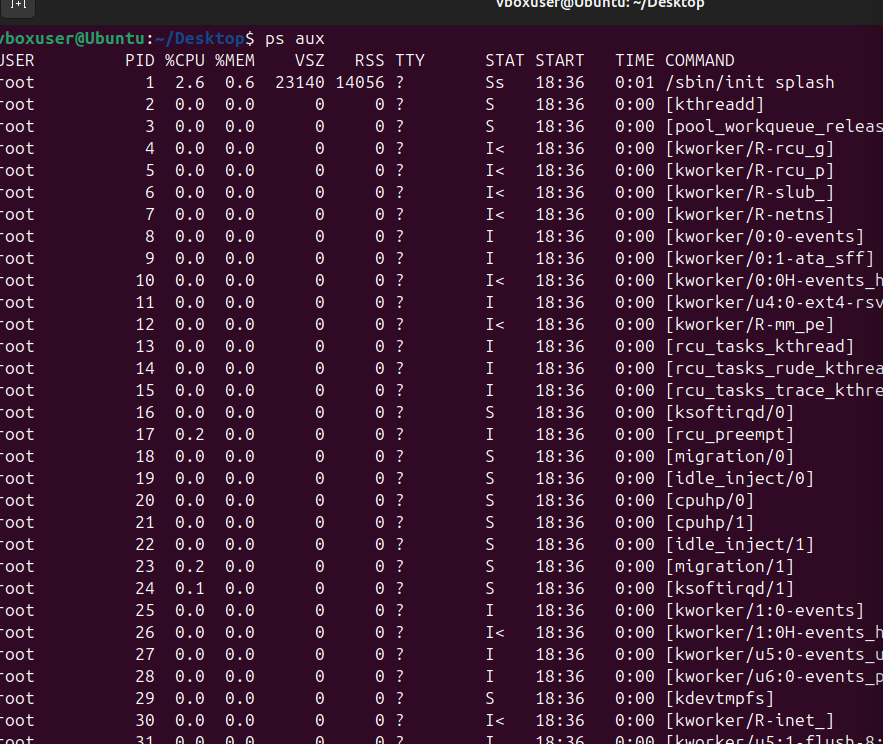 vboxuser@Ubuntu: ~/Desktop
vboxuser@Ubuntu:~/Desktop$ ps aux
USER PID %CPU %MEM VSZ RSS TTY STAT START TIME COMMAND
root 1 2.6 0.6 23140 14056 ? Ss 18:36 0:01 /sbin/init splash
root 2 0.0 0.0 0 0 ? S 18:36 0:00 [kthreadd]
root 3 0.0 0.0 0 0 ? S 18:36 0:00 [pool_workqueue_releas
root 4 0.0 0.0 0 0 ? I< 18:36 0:00 [kworker/R-rcu_g]
root 5 0.0 0.0 0 0 ? I< 18:36 0:00 [kworker/R-rcu_p]
root 6 0.0 0.0 0 0 ? I< 18:36 0:00 [kworker/R-slub_]
root 7 0.0 0.0 0 0 ? I< 18:36 0:00 [kworker/R-netns]
root 8 0.0 0.0 0 0 ? I 18:36 0:00 [kworker/0:0-events]
root 9 0.0 0.0 0 0 ? I 18:36 0:00 [kworker/0:1-ata_sff]
root 10 0.0 0.0 0 0 ? I< 18:36 0:00 [kworker/0:0H-events_h
root 11 0.0 0.0 0 0 ? I 18:36 0:00 [kworker/u4:0-ext4-rsv
root 12 0.0 0.0 0 0 ? I< 18:36 0:00 [kworker/R-mm_pe]
root 13 0.0 0.0 0 0 ? I 18:36 0:00 [rcu_tasks_kthread]
root 14 0.0 0.0 0 0 ? I 18:36 0:00 [rcu_tasks_rude_kthrea
root 15 0.0 0.0 0 0 ? I 18:36 0:00 [rcu_tasks_trace_kthre
root 16 0.0 0.0 0 0 ? S 18:36 0:00 [ksoftirqd/0]
root 17 0.2 0.0 0 0 ? I 18:36 0:00 [rcu_preempt]
root 18 0.0 0.0 0 0 ? S 18:36 0:00 [migration/0]
root 19 0.0 0.0 0 0 ? S 18:36 0:00 [idle_inject/0]
root 20 0.0 0.0 0 0 ? S 18:36 0:00 [cpuhp/0]
root 21 0.0 0.0 0 0 ? S 18:36 0:00 [cpuhp/1]
root 22 0.0 0.0 0 0 ? S 18:36 0:00 [idle_inject/1]
root 23 0.2 0.0 0 0 ? S 18:36 0:00 [migration/1]
root 24 0.1 0.0 0 0 ? S 18:36 0:00 [ksoftirqd/1]
root 25 0.0 0.0 0 0 ? I 18:36 0:00 [kworker/1:0-events]
root 26 0.0 0.0 0 0 ? I< 18:36 0:00 [kworker/1:0H-events_h
root 27 0.0 0.0 0 0 ? I 18:36 0:00 [kworker/u5:0-events_u
root 28 0.0 0.0 0 0 ? I 18:36 0:00 [kworker/u6:0-events_p
root 29 0.0 0.0 0 0 ? S 18:36 0:00 [kdevtmpfs]
root 30 0.0 0.0 0 0 ? I< 18:36 0:00 [kworker/R-inet_]
root 31 0.0 0.0 0 0 ? I 18:36 0:00 [kworker/u5:1-flush-8: